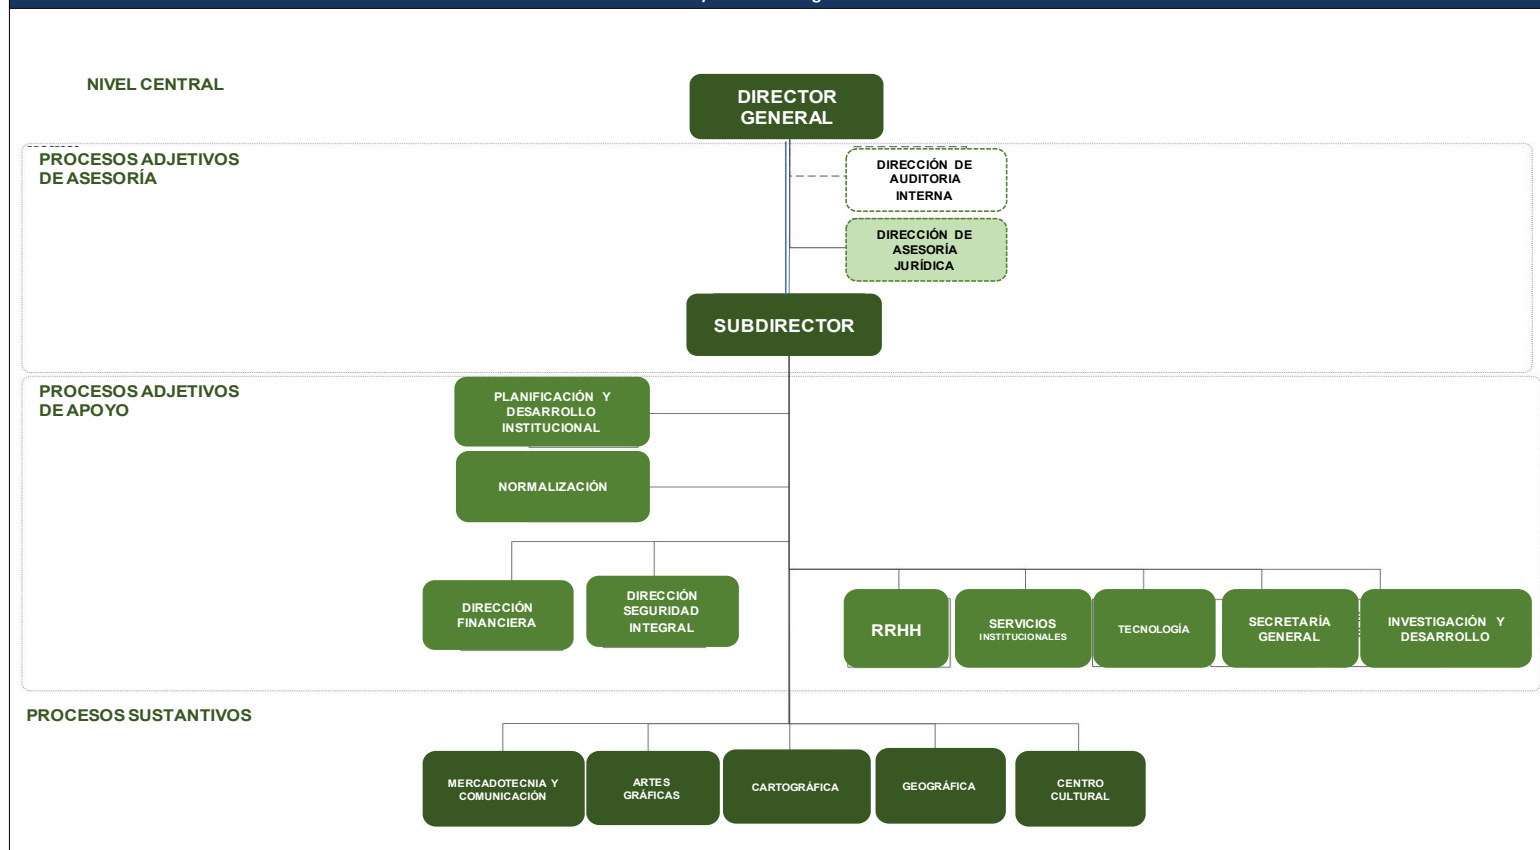 NIVEL CENTRAL
DIRECTOR
GENERAL
PROCESOS ADJETIVOS
DE ASESORÍA
DIRECCIÓN DE
AUDITORIA
INTERNA
DIRECCIÓN DE
ASESORÍA
JURÍDICA
SUBDIRECTOR
PROCESOS ADJETIVOS
DE APOYO
PLANIFICACIÓN Y
DESARROLLO
INSTITUCIONAL
NORMALIZACIÓN
DIRECCIÓN
FINANCIERA
DIRECCIÓN
SEGURIDAD
INTEGRAL
RRHH
SERVICIOS
INSTITUCIONALES
TECNOLOGÍA
SECRETARÍA
GENERAL
INVESTIGACIÓN Y
DESARROLLO
PROCESOS SUSTANTIVOS
MERCADOTECNIA Y
COMUNICACIÓN
ARTES
GRÁFICAS
CARTOGRÁFICA
GEOGRÁFICA
CENTRO
CULTURAL